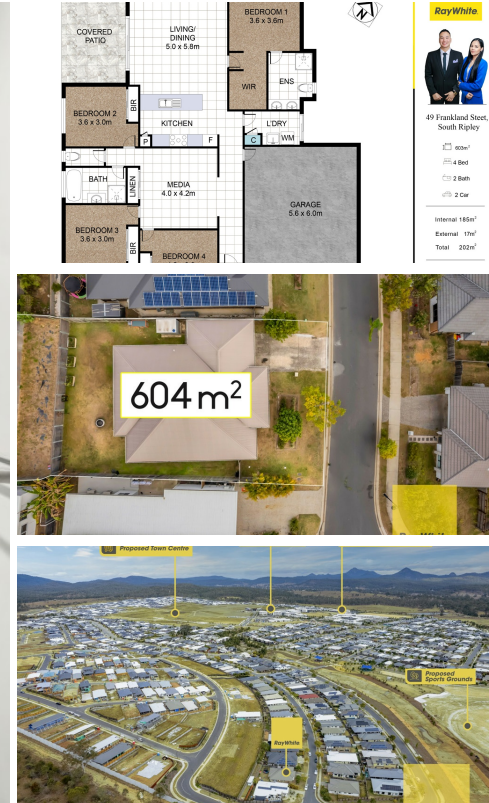 COVERED
PATIO
LIVING/
DINING
5.0 x 5.8m
BEDROOM 1
3.6 x 3.6m
WIR
ENS
BEDROOM 2
3.6 x 3.0m
BIR
KITCHEN
P
F
L'DRY
C
WM
BATH
LINEN
MEDIA
4.0 x 4.2m
GARAGE
5.6 x 6.0m
BEDROOM 3
3.6 x 3.0m
BIR
BEDROOM 4
N
RayWhite.
49 Frankland Steet,
South Ripley
603m²
4 Bed
2 Bath
2 Car
Internal 185m²
External 17m²
Total 202m²
604 m²
Proposed Town Centre
Proposed
Sports Grounds
RayWhite